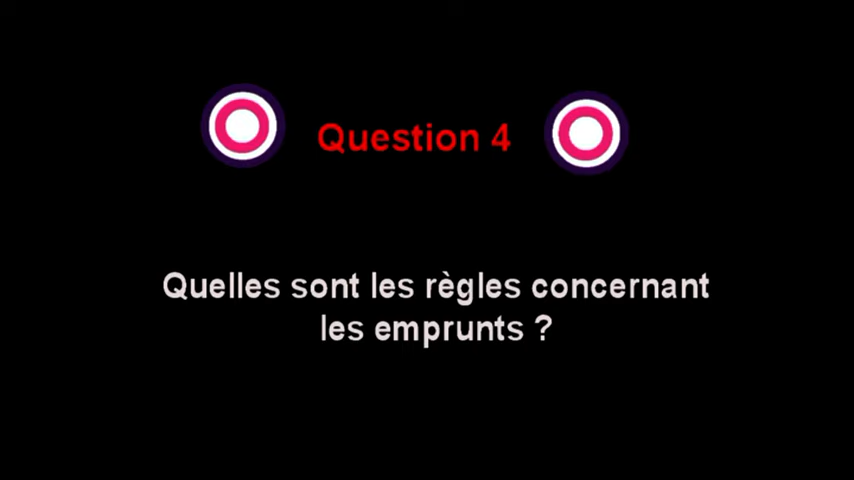 Question 4
Quelles sont les règles concernant
les emprunts ?